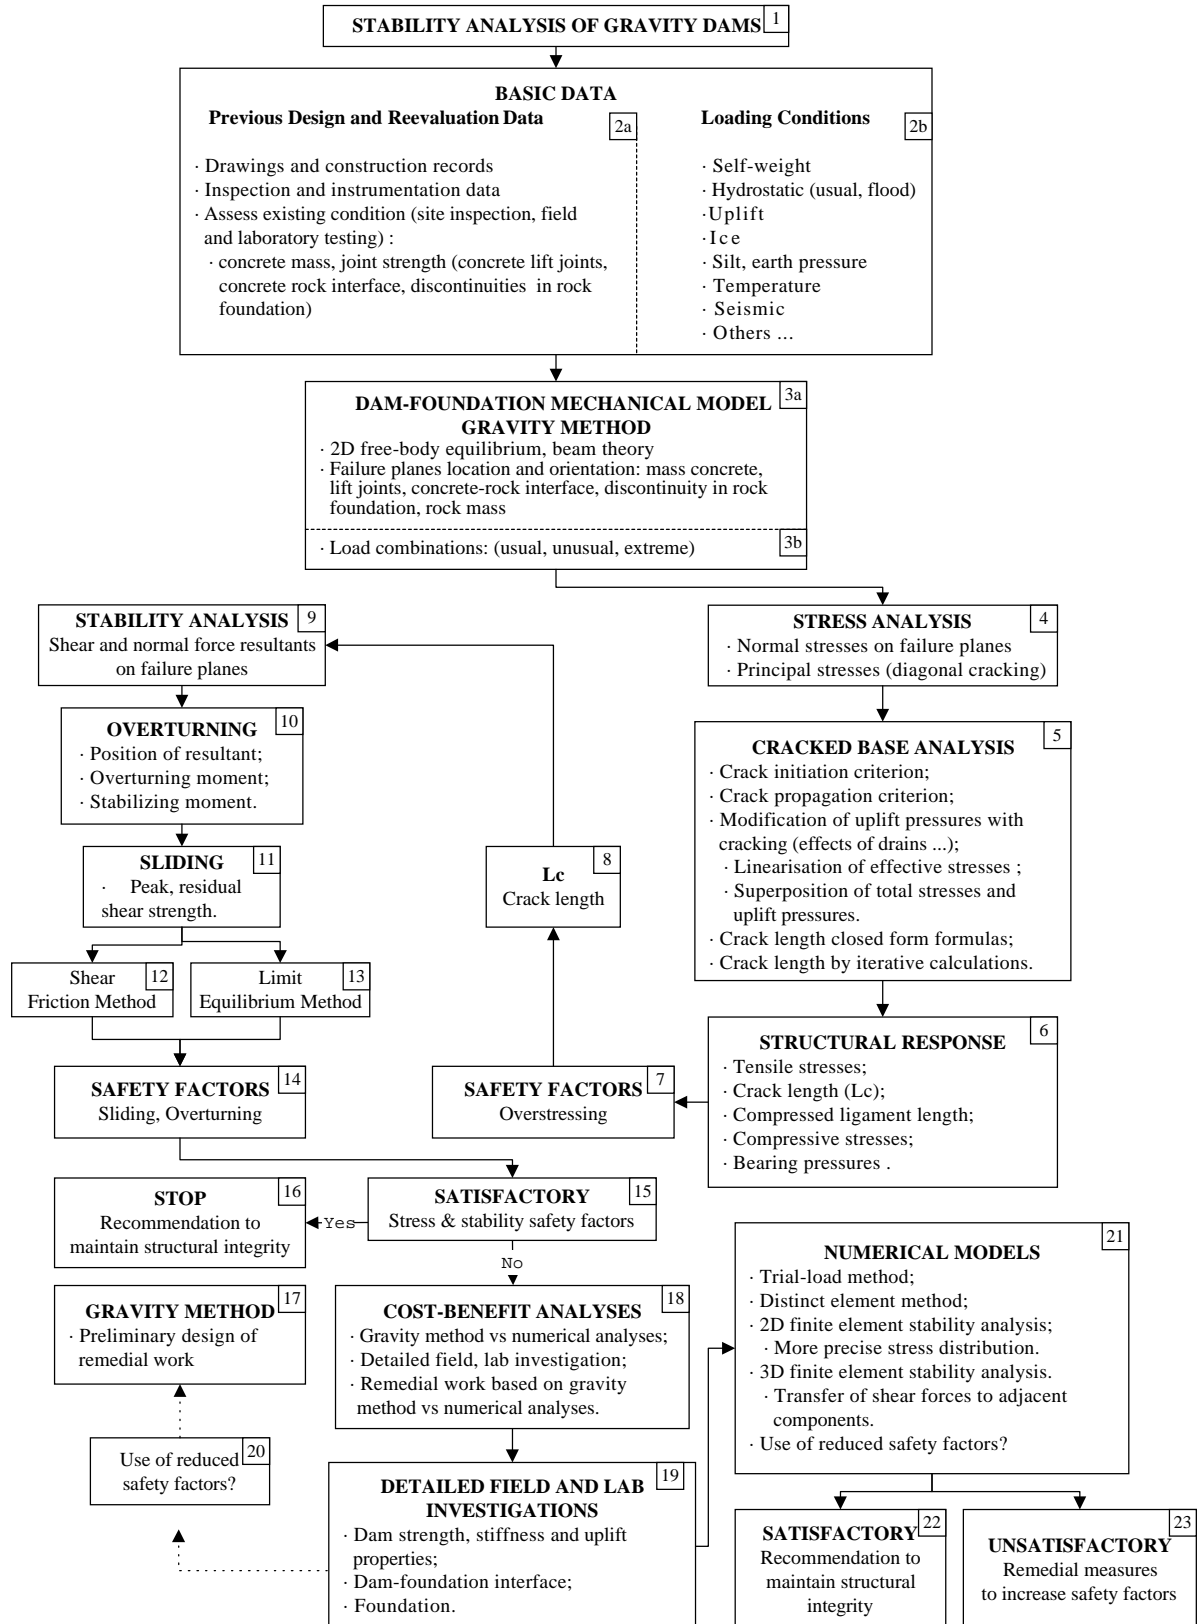 STABILITY ANALYSIS OF GRAVITY DAMS
1
BASIC DATA
Previous Design and Reevaluation Data
2a
· Drawings and construction records
· Inspection and instrumentation data
· Assess existing condition (site inspection, field
and laboratory testing) :
· concrete mass, joint strength (concrete lift joints,
concrete rock interface, discontinuities in rock
foundation)
Loading Conditions
2b
· Self-weight
· Hydrostatic (usual, flood)
· Uplift
· Ice
· Silt, earth pressure
· Temperature
· Seismic
· Others ...
3a
DAM-FOUNDATION MECHANICAL MODEL
GRAVITY METHOD
· 2D free-body equilibrium, beam theory
· Failure planes location and orientation: mass concrete,
lift joints, concrete-rock interface, discontinuity in rock
foundation, rock mass
3b
· Load combinations: (usual, unusual, extreme)
4
STRESS ANALYSIS
· Normal stresses on failure planes
· Principal stresses (diagonal cracking)
5
CRACKED BASE ANALYSIS
· Crack initiation criterion;
· Crack propagation criterion;
· Modification of uplift pressures with
cracking (effects of drains ...);
· Linearisation of effective stresses ;
· Superposition of total stresses and
uplift pressures.
· Crack length closed form formulas;
· Crack length by iterative calculations.
6
STRUCTURAL RESPONSE
· Tensile stresses;
· Crack length (Lc);
· Compressed ligament length;
· Compressive stresses;
· Bearing pressures .
7
SAFETY FACTORS
Overstressing
8
Lc
Crack length
9
STABILITY ANALYSIS
Shear and normal force resultants
on failure planes
10
OVERTURNING
· Position of resultant;
· Overturning moment;
· Stabilizing moment.
11
SLIDING
· Peak, residual
shear strength.
12
Shear
Friction Method
13
Limit
Equilibrium Method
14
SAFETY FACTORS
Sliding, Overturning
15
SATISFACTORY
Stress & stability safety factors
Yes
No
16
STOP
Recommendation to
maintain structural integrity
17
GRAVITY METHOD
· Preliminary design of
remedial work
18
COST-BENEFIT ANALYSES
· Gravity method vs numerical analyses;
· Detailed field, lab investigation;
· Remedial work based on gravity
method vs numerical analyses.
19
DETAILED FIELD AND LAB
INVESTIGATIONS
· Dam strength, stiffness and uplift
properties;
· Dam-foundation interface;
· Foundation.
20
Use of reduced
safety factors?
21
NUMERICAL MODELS
· Trial-load method;
· Distinct element method;
· 2D finite element stability analysis;
· More precise stress distribution.
· 3D finite element stability analysis.
· Transfer of shear forces to adjacent
components.
· Use of reduced safety factors?
22
SATISFACTORY
Recommendation to
maintain structural
integrity
23
UNSATISFACTORY
Remedial measures
to increase safety factors